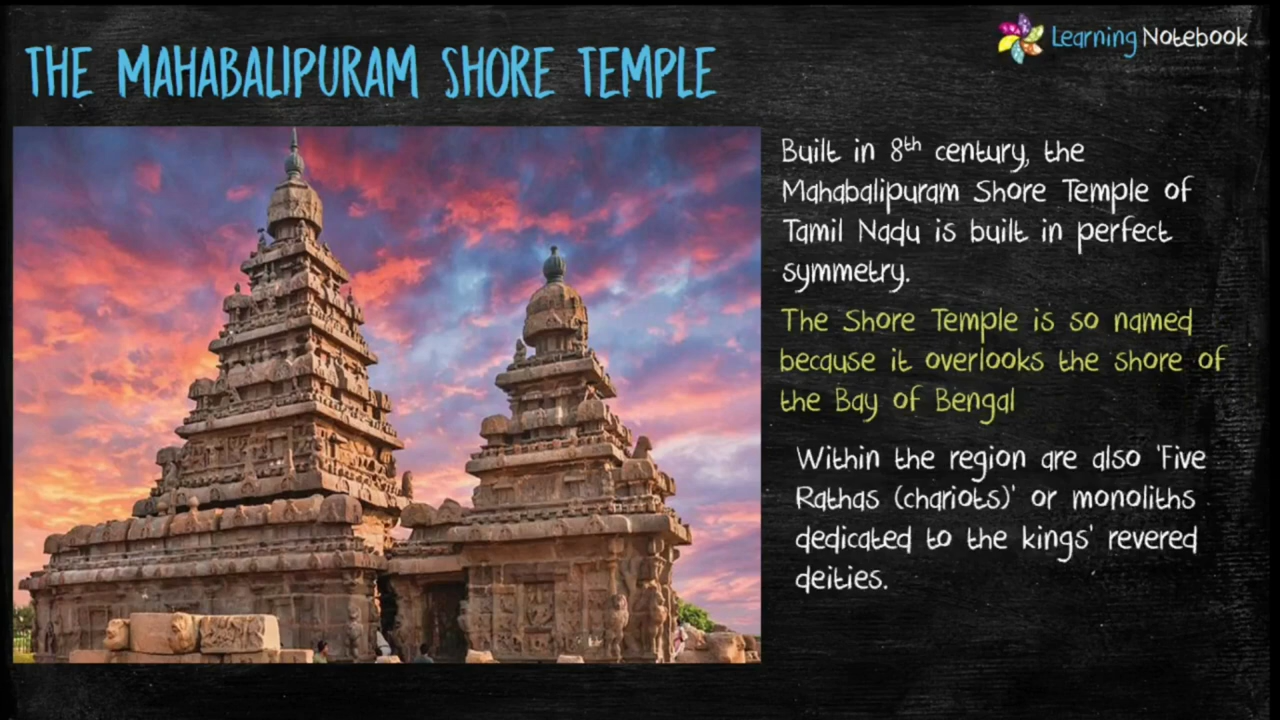 THE MAHABALIPURAM SHORE TEMPLE
Learning Notebook
Built in 8th century, the
Mahabalipuram Shore Temple of
Tamil Nadu is built in perfect
symmetry.
The Shore Temple is so named
because it overlooks the shore of
the Bay of Bengal
Within the region are also 'Five
Rathas (chariots)' or monoliths
dedicated to the kings' revered
deities.